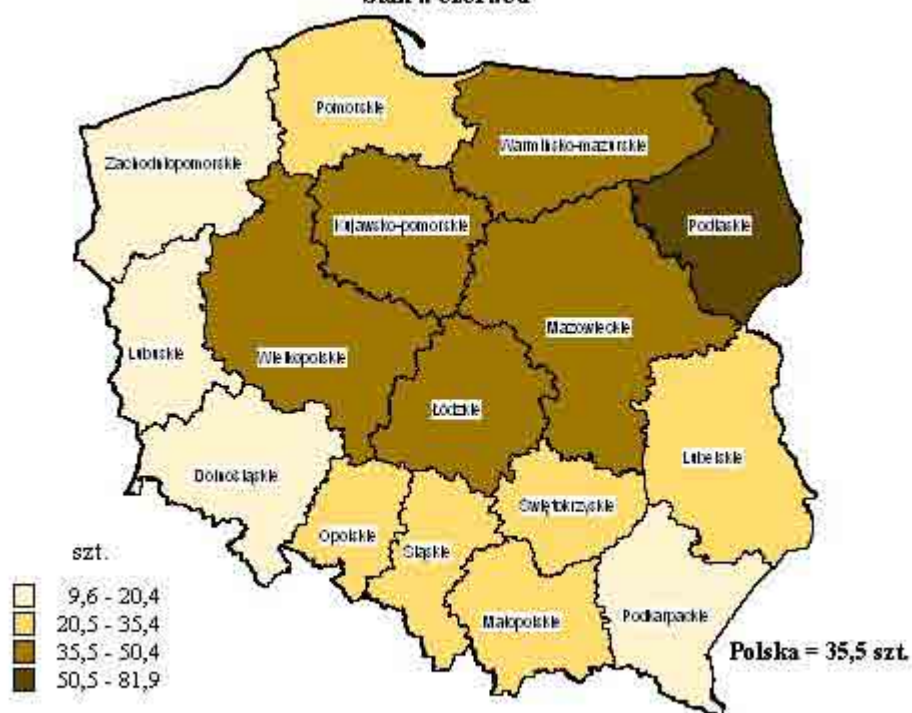 Stan w czerwcu
Pomorskie
Warmińsko-mazurskie
Zachodniopomorskie
Kujawsko-pomorskie
Podlaskie
Mazowieckie
Lubuskie
Wielkopolskie
Łódzkie
Lubelskie
Dolnośląskie
Świętokrzyskie
Opolskie
Śląskie
Małopolskie
Podkarpackie
szt.
9,6 - 20,4
20,5 - 35,4
35,5 - 50,4
50,5 - 81,9
Polska = 35,5 szt.